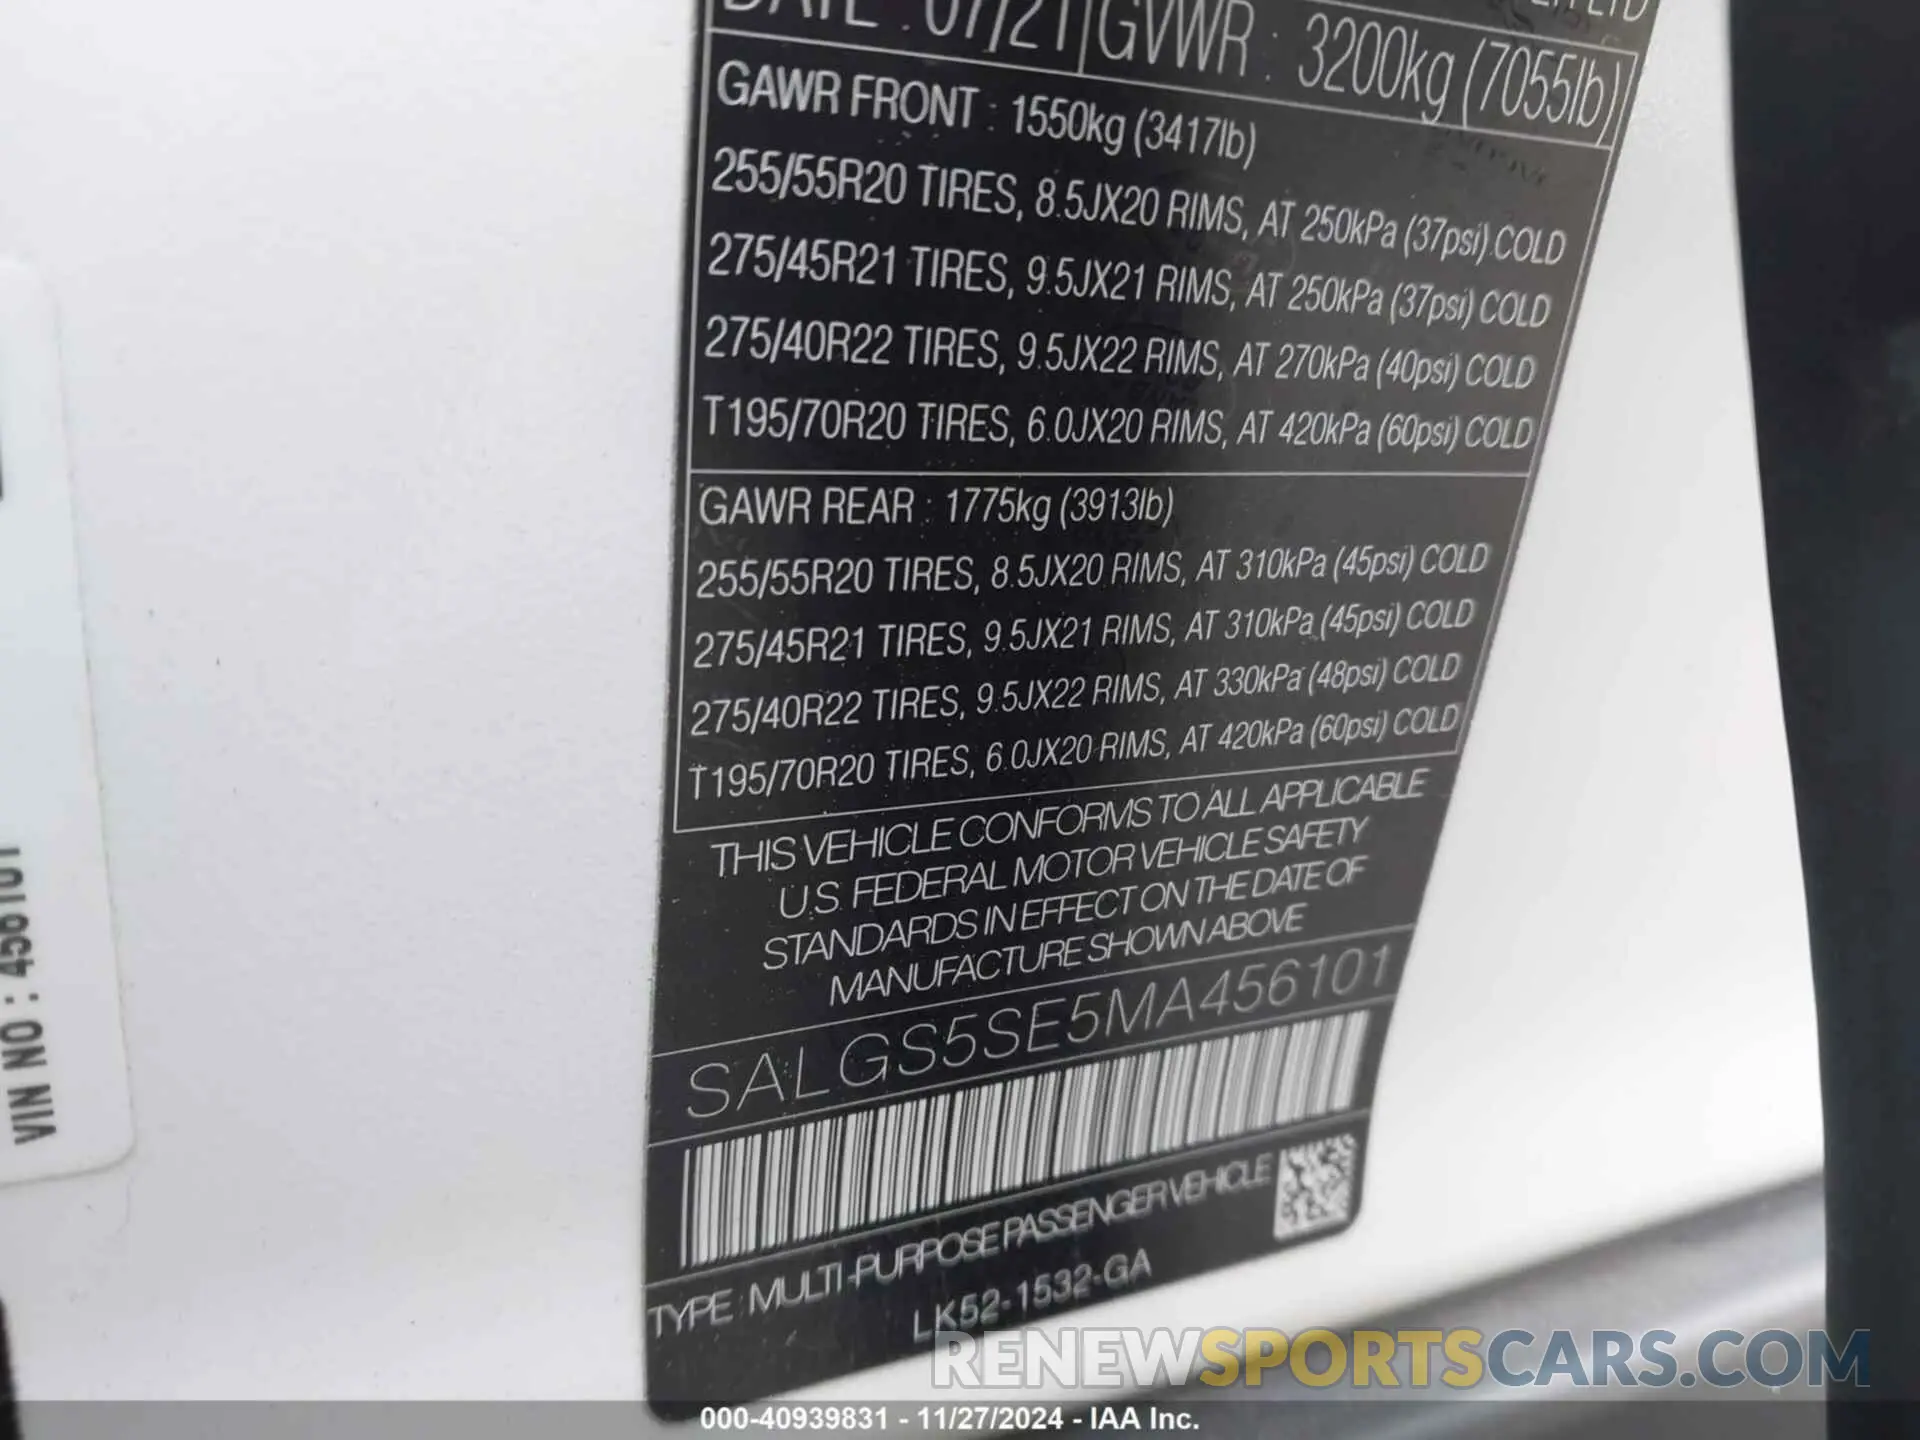 DATE : 07/21 GVWR : 3200kg (7055lb)
GAWR FRONT : 1550kg (3417lb)
255/55R20 TIRES, 8.5JX20 RIMS, AT 250kPa (37psi) COLD
275/45R21 TIRES, 9.5JX21 RIMS, AT 250kPa (37psi) COLD
275/40R22 TIRES, 9.5JX22 RIMS, AT 270kPa (40psi) COLD
T195/70R20 TIRES, 6.0JX20 RIMS, AT 420kPa (60psi) COLD
GAWR REAR : 1775kg (3913lb)
255/55R20 TIRES, 8.5JX20 RIMS, AT 310kPa (45psi) COLD
275/45R21 TIRES, 9.5JX21 RIMS, AT 310kPa (45psi) COLD
275/40R22 TIRES, 9.5JX22 RIMS, AT 330kPa (48psi) COLD
T195/70R20 TIRES, 6.0JX20 RIMS, AT 420kPa (60psi) COLD
THIS VEHICLE CONFORMS TO ALL APPLICABLE
U.S. FEDERAL MOTOR VEHICLE SAFETY
STANDARDS IN EFFECT ON THE DATE OF
MANUFACTURE SHOWN ABOVE
SALGS5SE5MA456101
TYPE : MULTI-PURPOSE PASSENGER VEHICLE
LK52-1532-GA
VIN NO : 456101
RENEWSPORTSCARS.COM
000-40939831 - 11/27/2024 - IAA Inc.